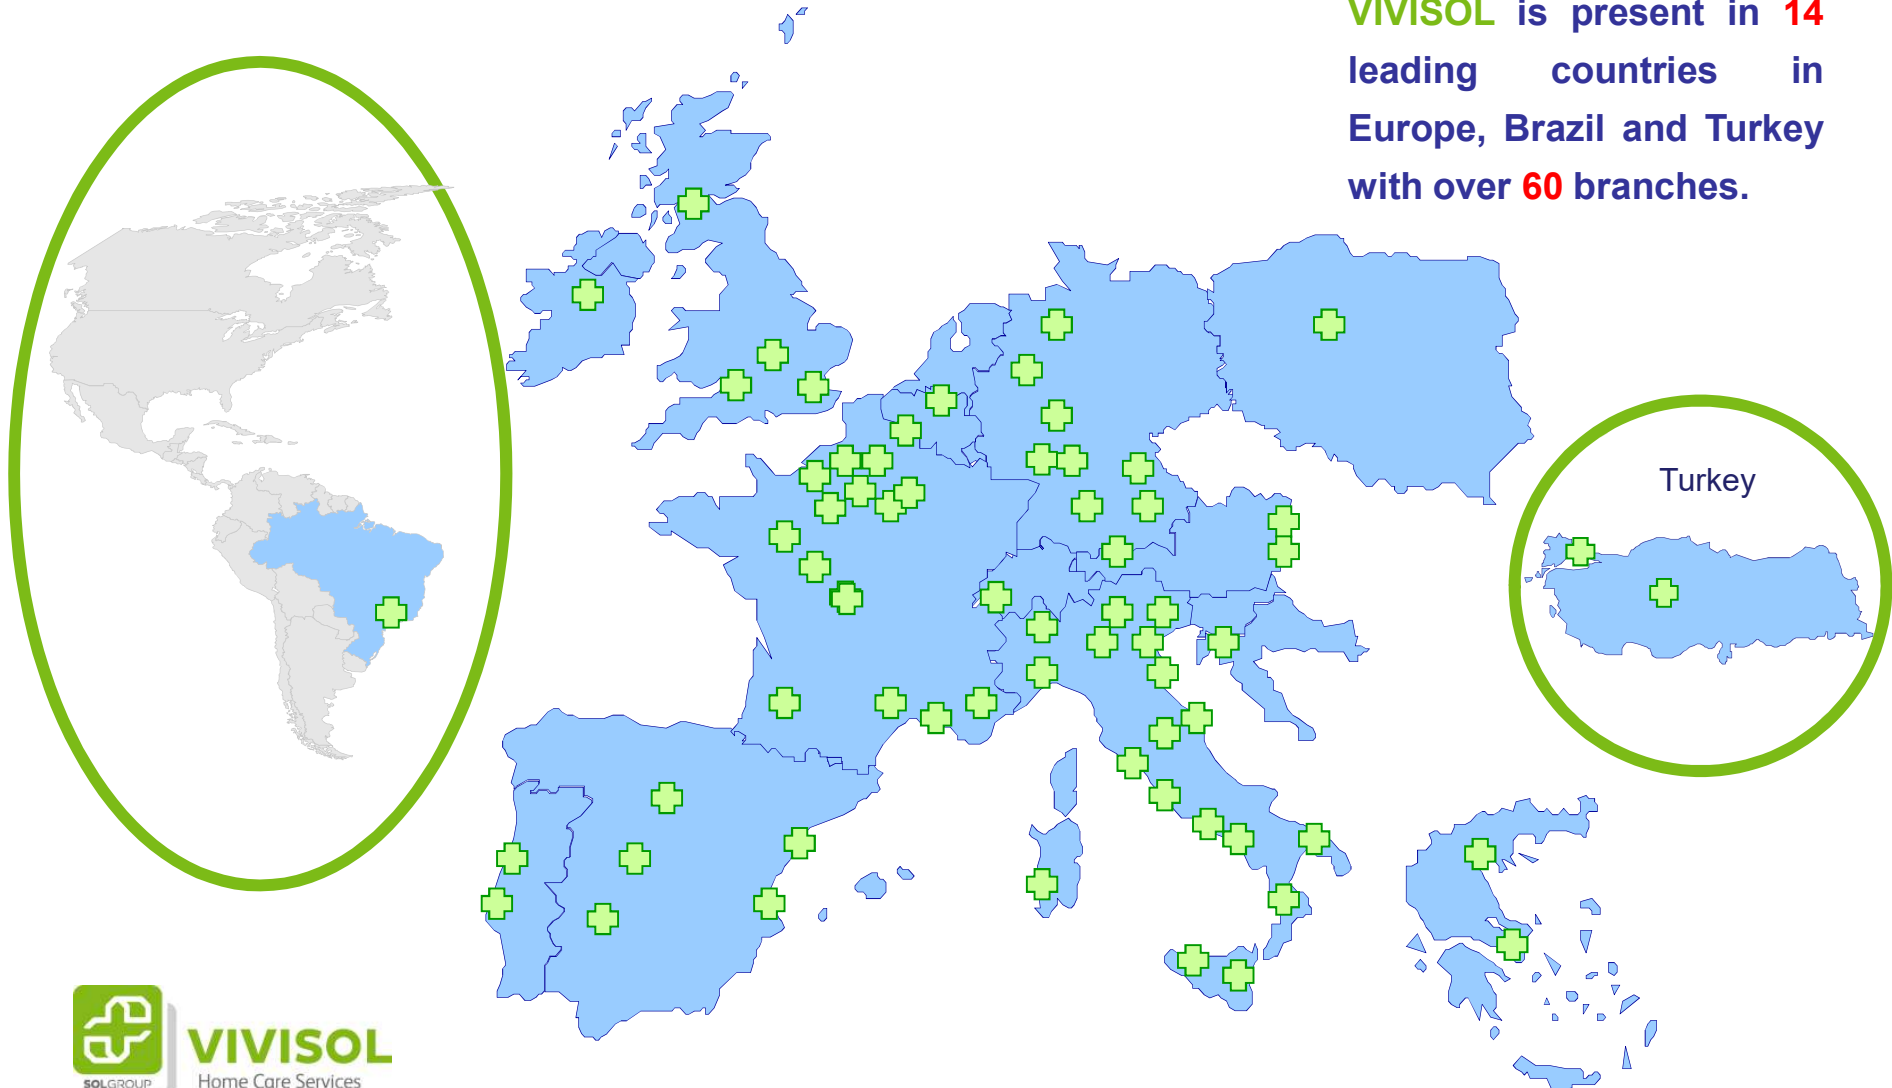 VIVISOL is present in 14
leading countries in
Europe, Brazil and Turkey
with over 60 branches.
Turkey
VIVISOL
SOLGROUP
Home Care Services